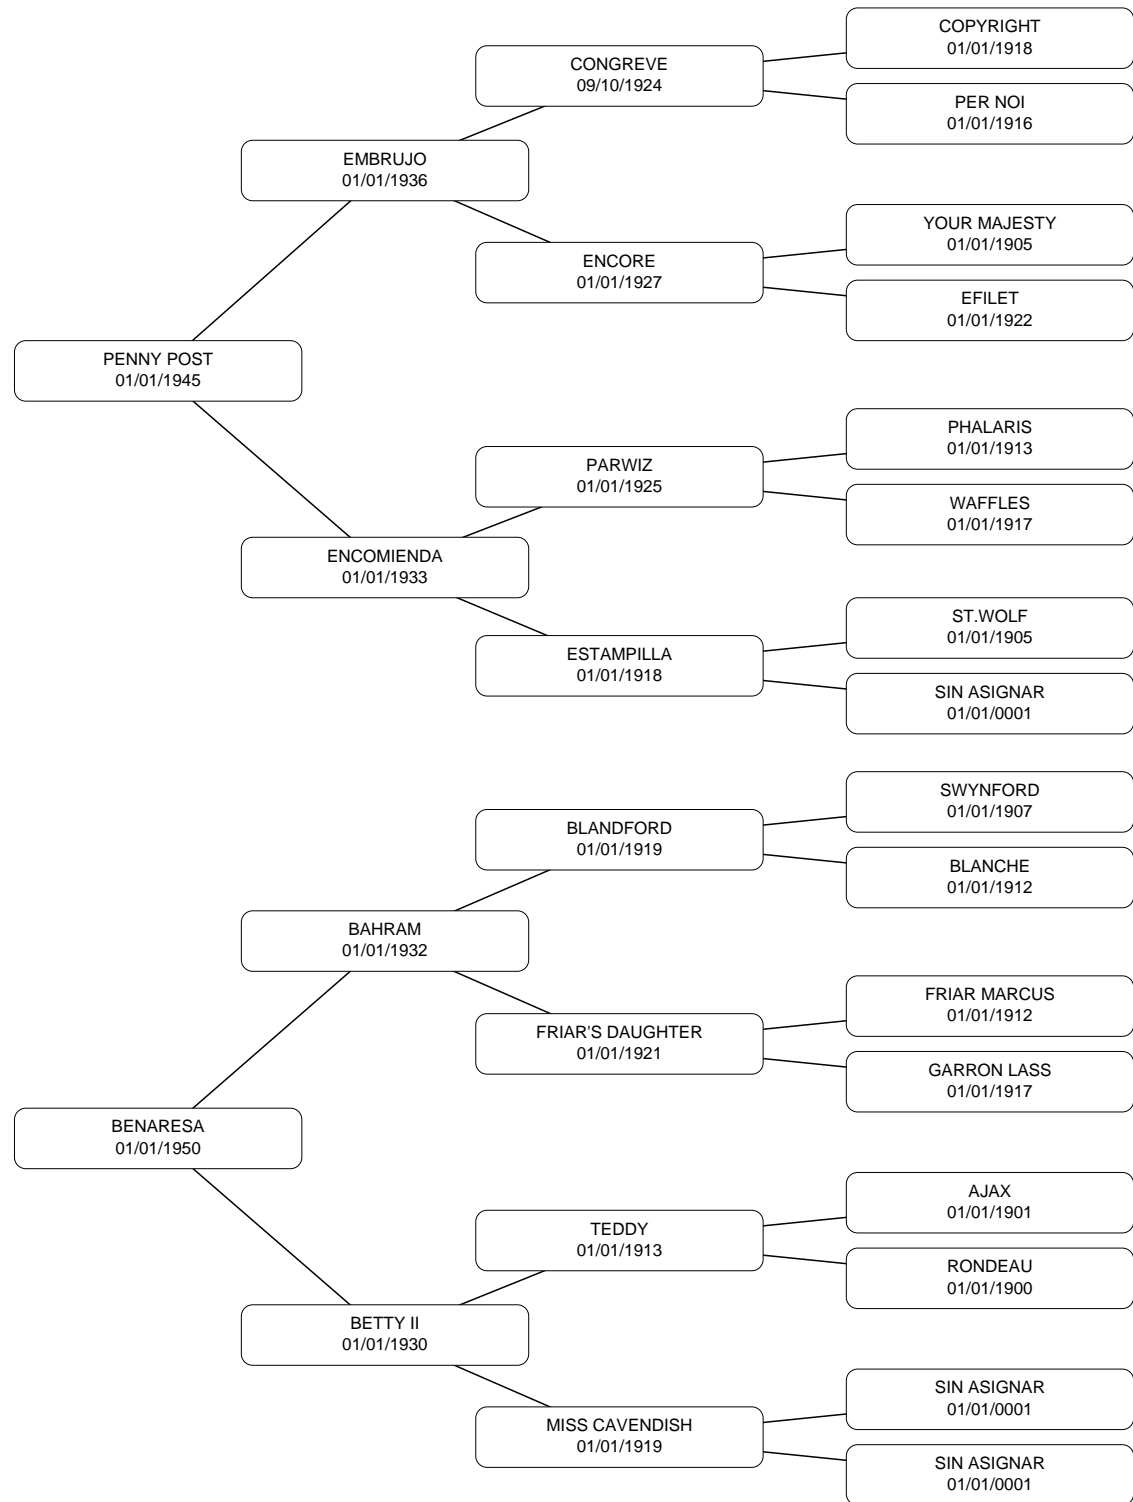 COPYRIGHT
01/01/1918
CONGREVE
09/10/1924
PER NOI
01/01/1916
EMBRUJO
01/01/1936
YOUR MAJESTY
01/01/1905
ENCORE
01/01/1927
EFILET
01/01/1922
PENNY POST
01/01/1945
PHALARIS
01/01/1913
PARWIZ
01/01/1925
WAFFLES
01/01/1917
ENCOMIENDA
01/01/1933
ST.WOLF
01/01/1905
ESTAMPILLA
01/01/1918
SIN ASIGNAR
01/01/0001
SWYNFORD
01/01/1907
BLANDFORD
01/01/1919
BLANCHE
01/01/1912
BAHRAM
01/01/1932
FRIAR MARCUS
01/01/1912
FRIAR'S DAUGHTER
01/01/1921
GARRON LASS
01/01/1917
BENARESA
01/01/1950
AJAX
01/01/1901
TEDDY
01/01/1913
RONDEAU
01/01/1900
BETTY II
01/01/1930
SIN ASIGNAR
01/01/0001
MISS CAVENDISH
01/01/1919
SIN ASIGNAR
01/01/0001